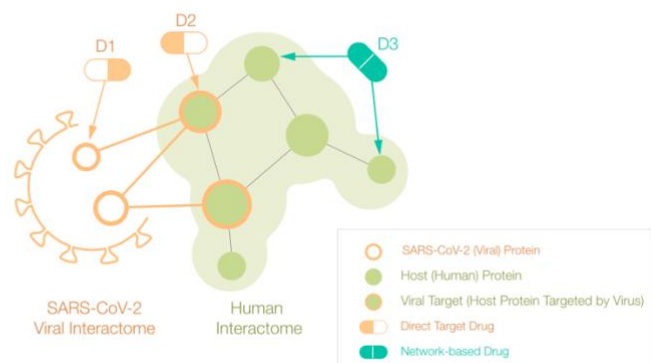 D1
D2
D3
SARS-CoV-2
Viral Interactome
Human
Interactome
SARS-CoV-2 (Viral) Protein
Host (Human) Protein
Viral Target (Host Protein Targeted by Virus)
Direct Target Drug
Network-based Drug